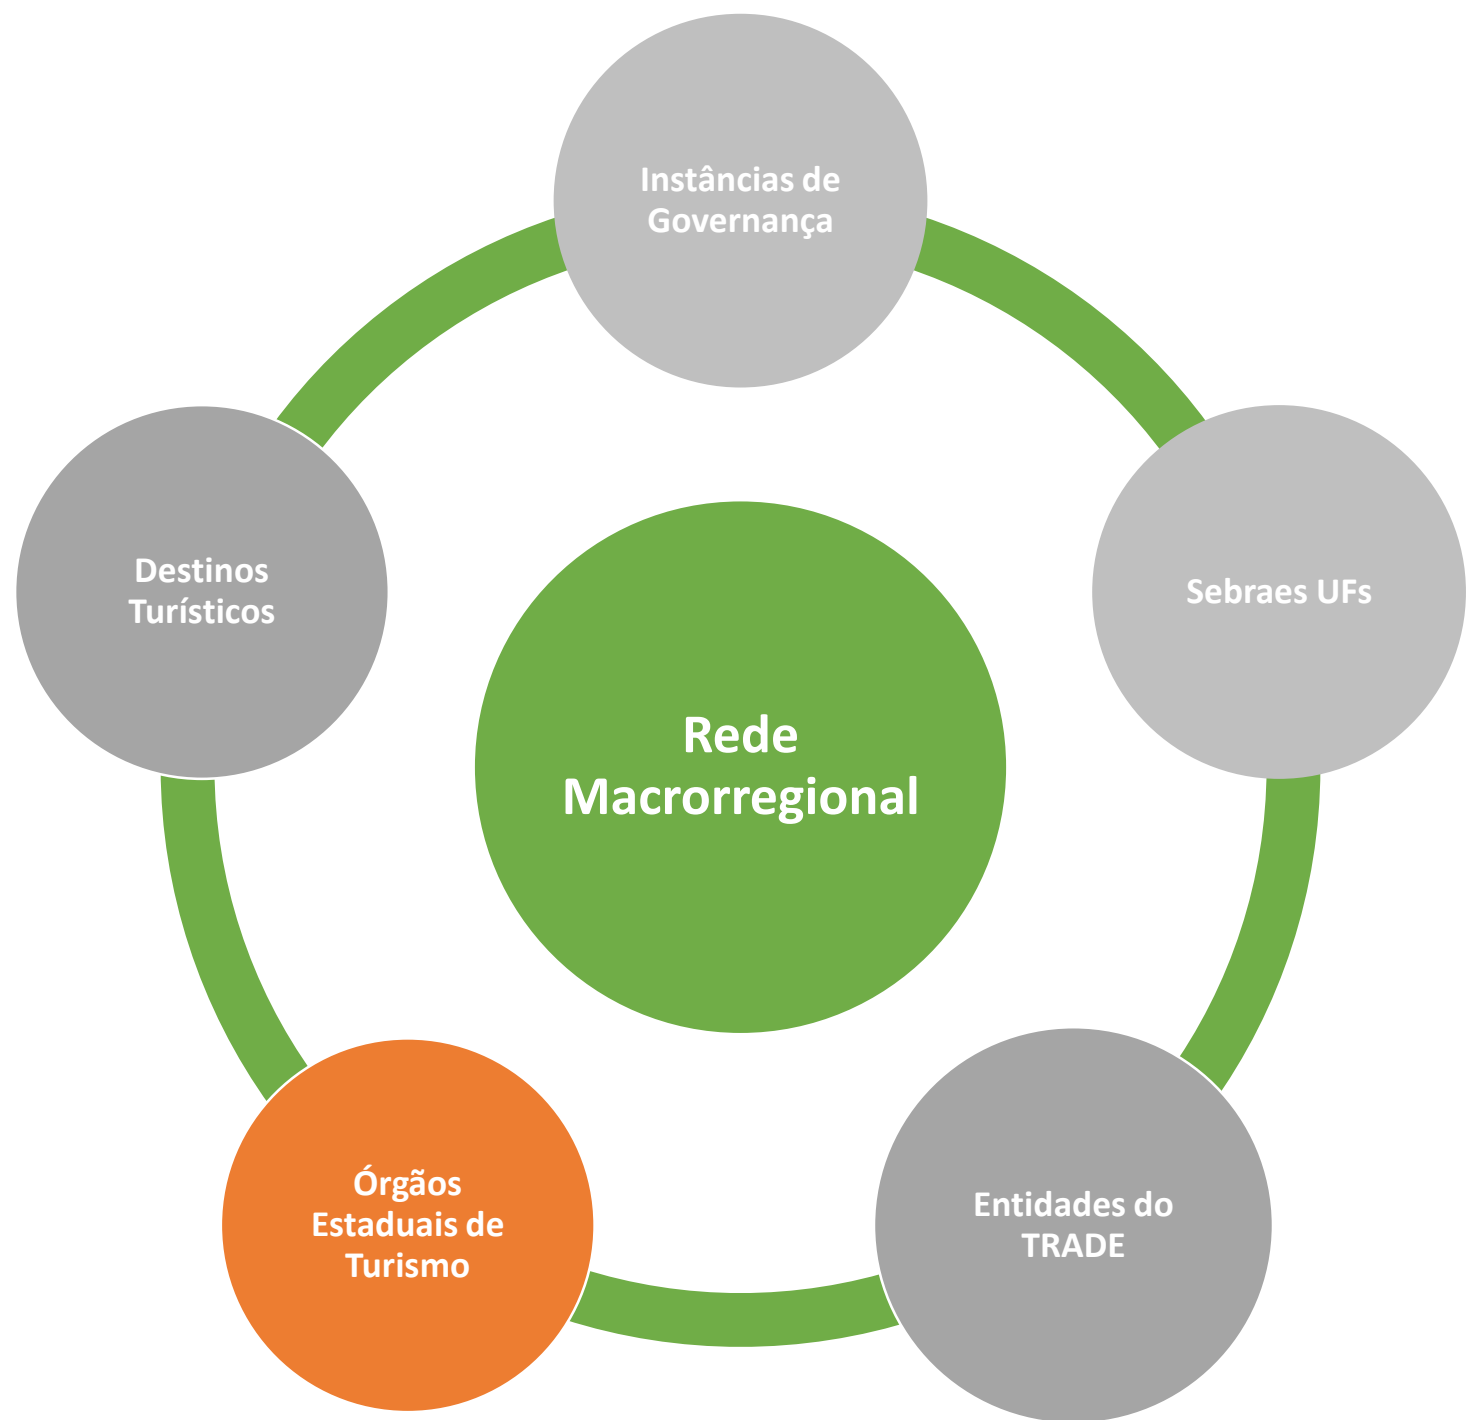 Instâncias de
Governança
Destinos
Turísticos
Sebraes UFs
Rede
Macrorregional
Órgãos
Estaduais de
Turismo
Entidades do
TRADE